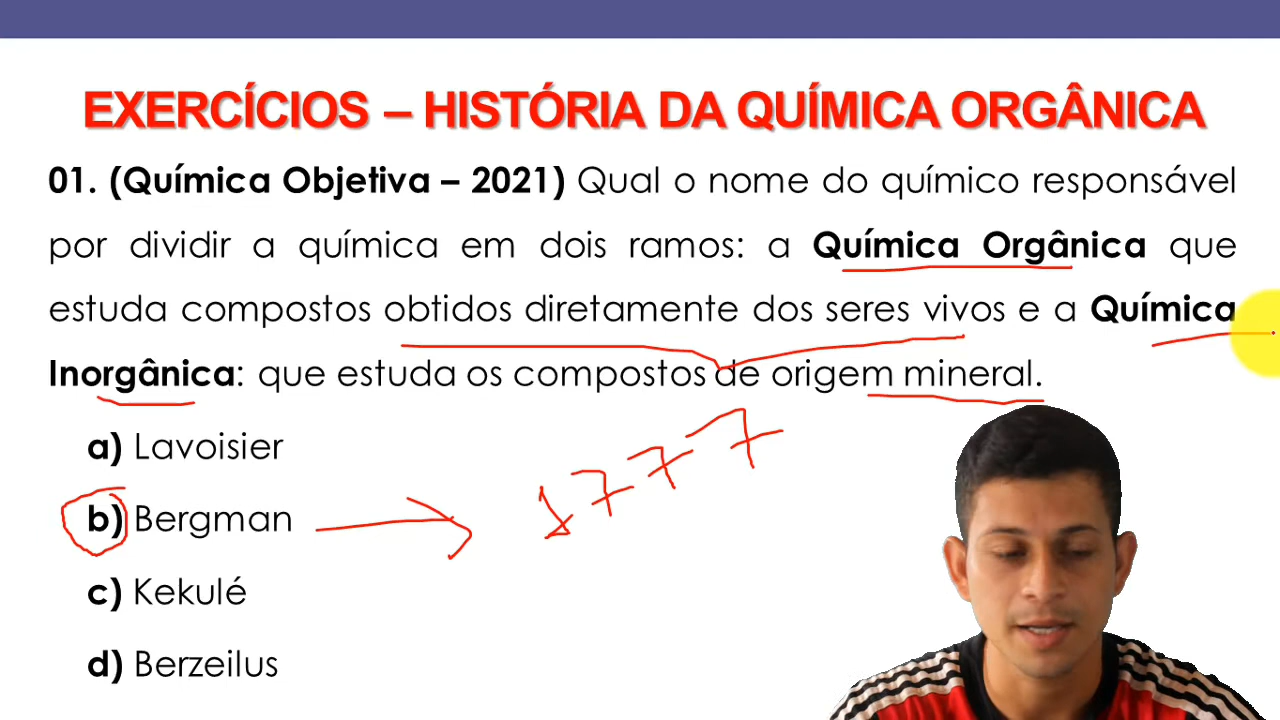 EXERCÍCIOS – HISTÓRIA DA QUÍMICA ORGÂNICA
01. (Química Objetiva – 2021) Qual o nome do químico responsável
por dividir a química em dois ramos: a Química Orgânica que
estuda compostos obtidos diretamente dos seres vivos e a Química
Inorgânica: que estuda os compostos de origem mineral.
a) Lavoisier
b) Bergman
1777
c) Kekulé
d) Berzeilus